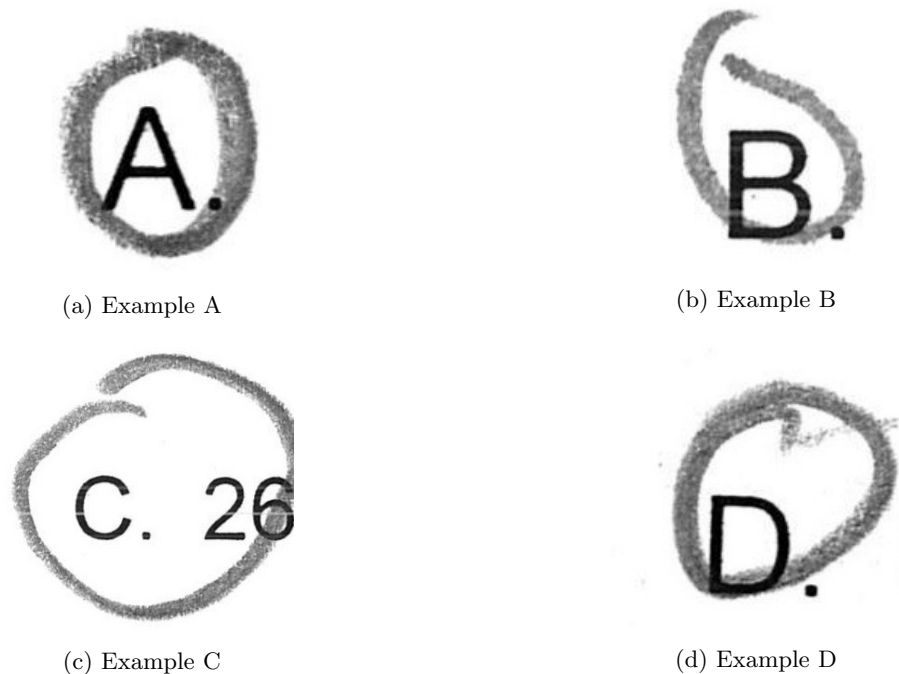 A.
B.
(a) Example A
(b) Example B
C. 26
D.
(c) Example C
(d) Example D